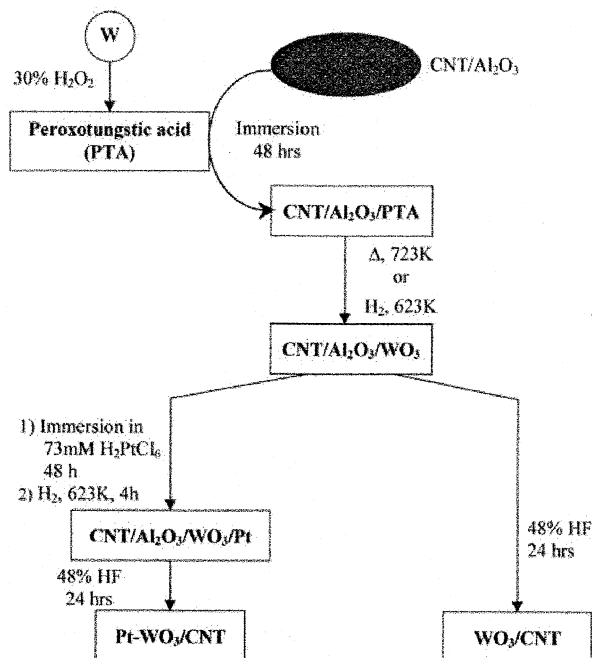 W
30% H₂O₂
CNT/Al₂O₃
Peroxotungstic acid
(PTA)
Immersion
48 hrs
CNT/Al₂O₃/PTA
Δ, 723K
or
H₂, 623K
CNT/Al₂O₃/WO₃
1) Immersion in
73mM H₂PtCl₆
48 h
2) H₂, 623K, 4h
CNT/Al₂O₃/WO₃/Pt
48% HF
24 hrs
48% HF
24 hrs
Pt-WO₃/CNT
WO₃/CNT